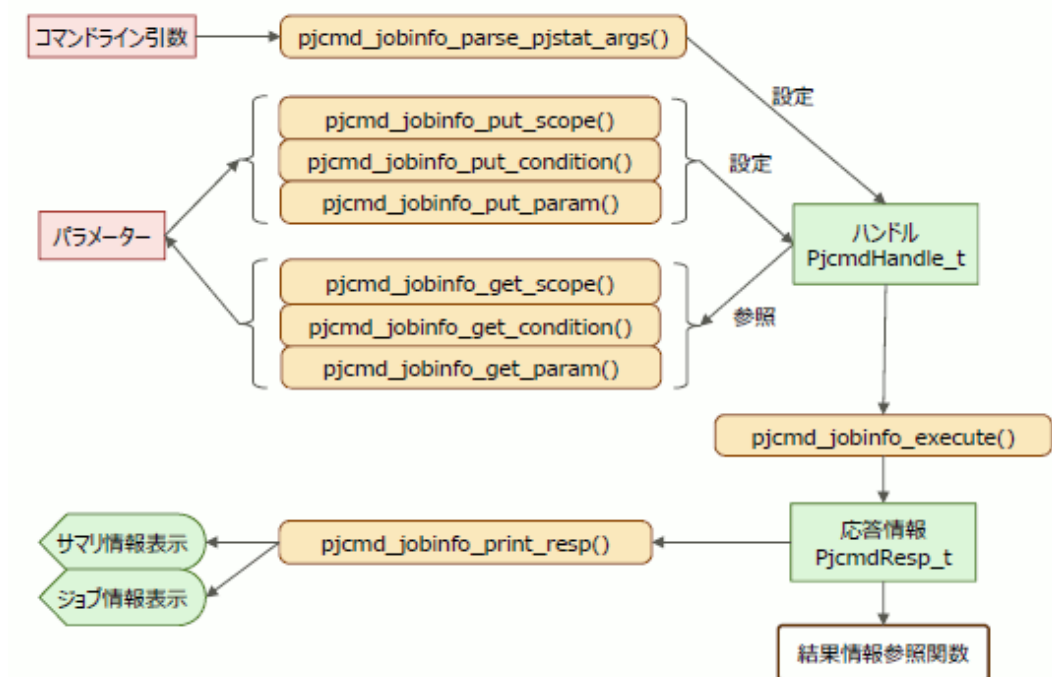 コマンドライン引数
pjcmd_jobinfo_parse_pjstat_args()
設定
pjcmd_jobinfo_put_scope()
pjcmd_jobinfo_put_condition()
pjcmd_jobinfo_put_param()
設定
パラメーター
ハンドル
PjcmdHandle_t
pjcmd_jobinfo_get_scope()
pjcmd_jobinfo_get_condition()
pjcmd_jobinfo_get_param()
参照
pjcmd_jobinfo_execute()
応答情報
PjcmdResp_t
pjcmd_jobinfo_print_resp()
サマリ情報表示
ジョブ情報表示
結果情報参照関数